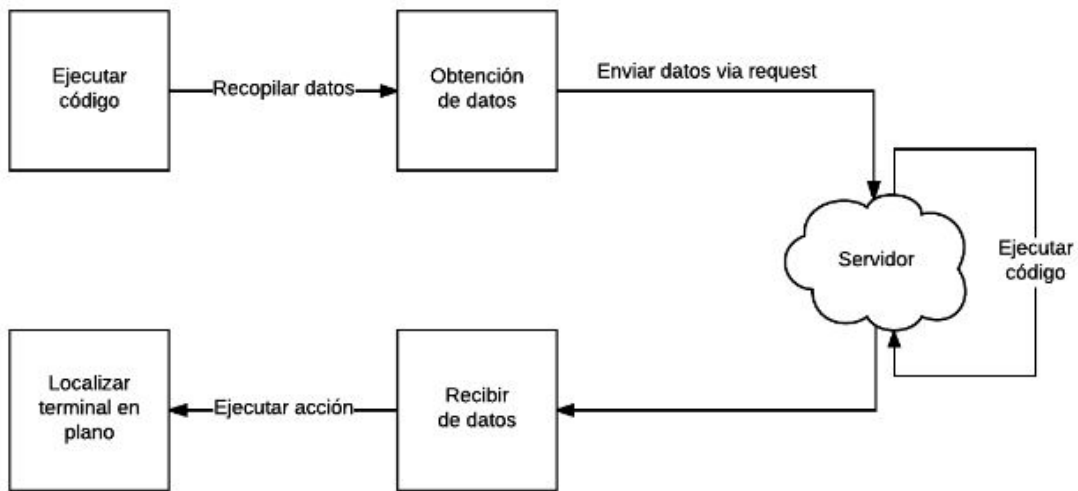 Ejecutar
código
Recopilar datos
Obtención
de datos
Enviar datos via request
Servidor
Ejecutar
código
Localizar
terminal en
plano
Ejecutar acción
Recibir
de datos